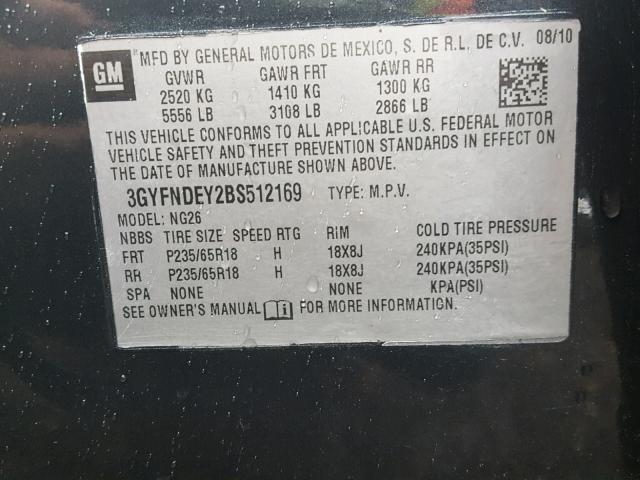 GM
MFD BY GENERAL MOTORS DE MEXICO, S. DE R.L. DE C.V. 08/10
GVWR GAWR FRT GAWR RR
2520 KG 1410 KG 1300 KG
5556 LB 3108 LB 2866 LB
THIS VEHICLE CONFORMS TO ALL APPLICABLE U.S. FEDERAL MOTOR
VEHICLE SAFETY AND THEFT PREVENTION STANDARDS IN EFFECT ON
THE DATE OF MANUFACTURE SHOWN ABOVE.
3GYFNDEY2BS512169 TYPE: M.P.V.
MODEL: NG26
NBBS TIRE SIZE SPEED RTG RIM COLD TIRE PRESSURE
FRT P235/65R18 H 18X8J 240KPA(35PSI)
RR P235/65R18 H 18X8J 240KPA(35PSI)
SPA NONE NONE KPA(PSI)
SEE OWNER'S MANUAL FOR MORE INFORMATION.